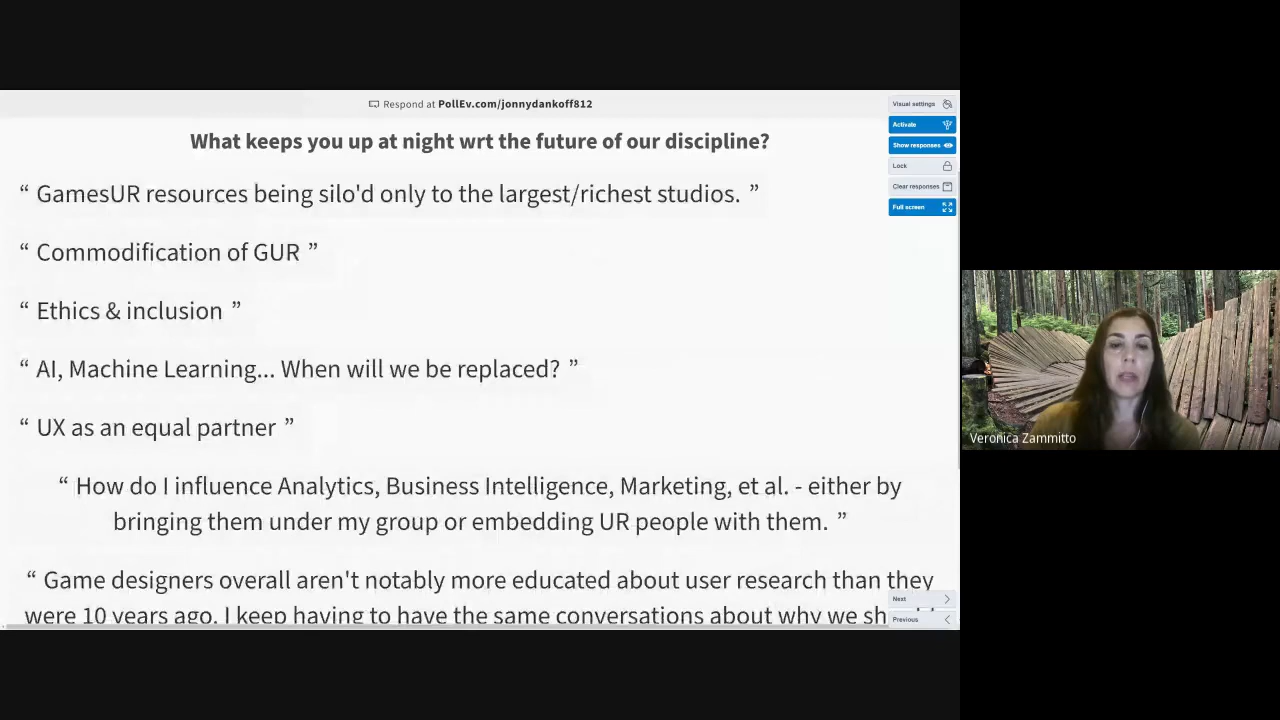 Respond at PollEv.com/jonnydankoff812
Visual settings
Activate
Show responses
Lock
Clear responses
Full screen
What keeps you up at night wrt the future of our discipline?
“ GamesUR resources being silo'd only to the largest/richest studios. ”
“ Commodification of GUR ”
“ Ethics & inclusion ”
“ AI, Machine Learning... When will we be replaced? ”
“ UX as an equal partner ”
“ How do I influence Analytics, Business Intelligence, Marketing, et al. - either by
bringing them under my group or embedding UR people with them. ”
“ Game designers overall aren't notably more educated about user research than they
were 10 years ago. I keep having to have the same conversations about why we
Next
Previous
Veronica Zammitto